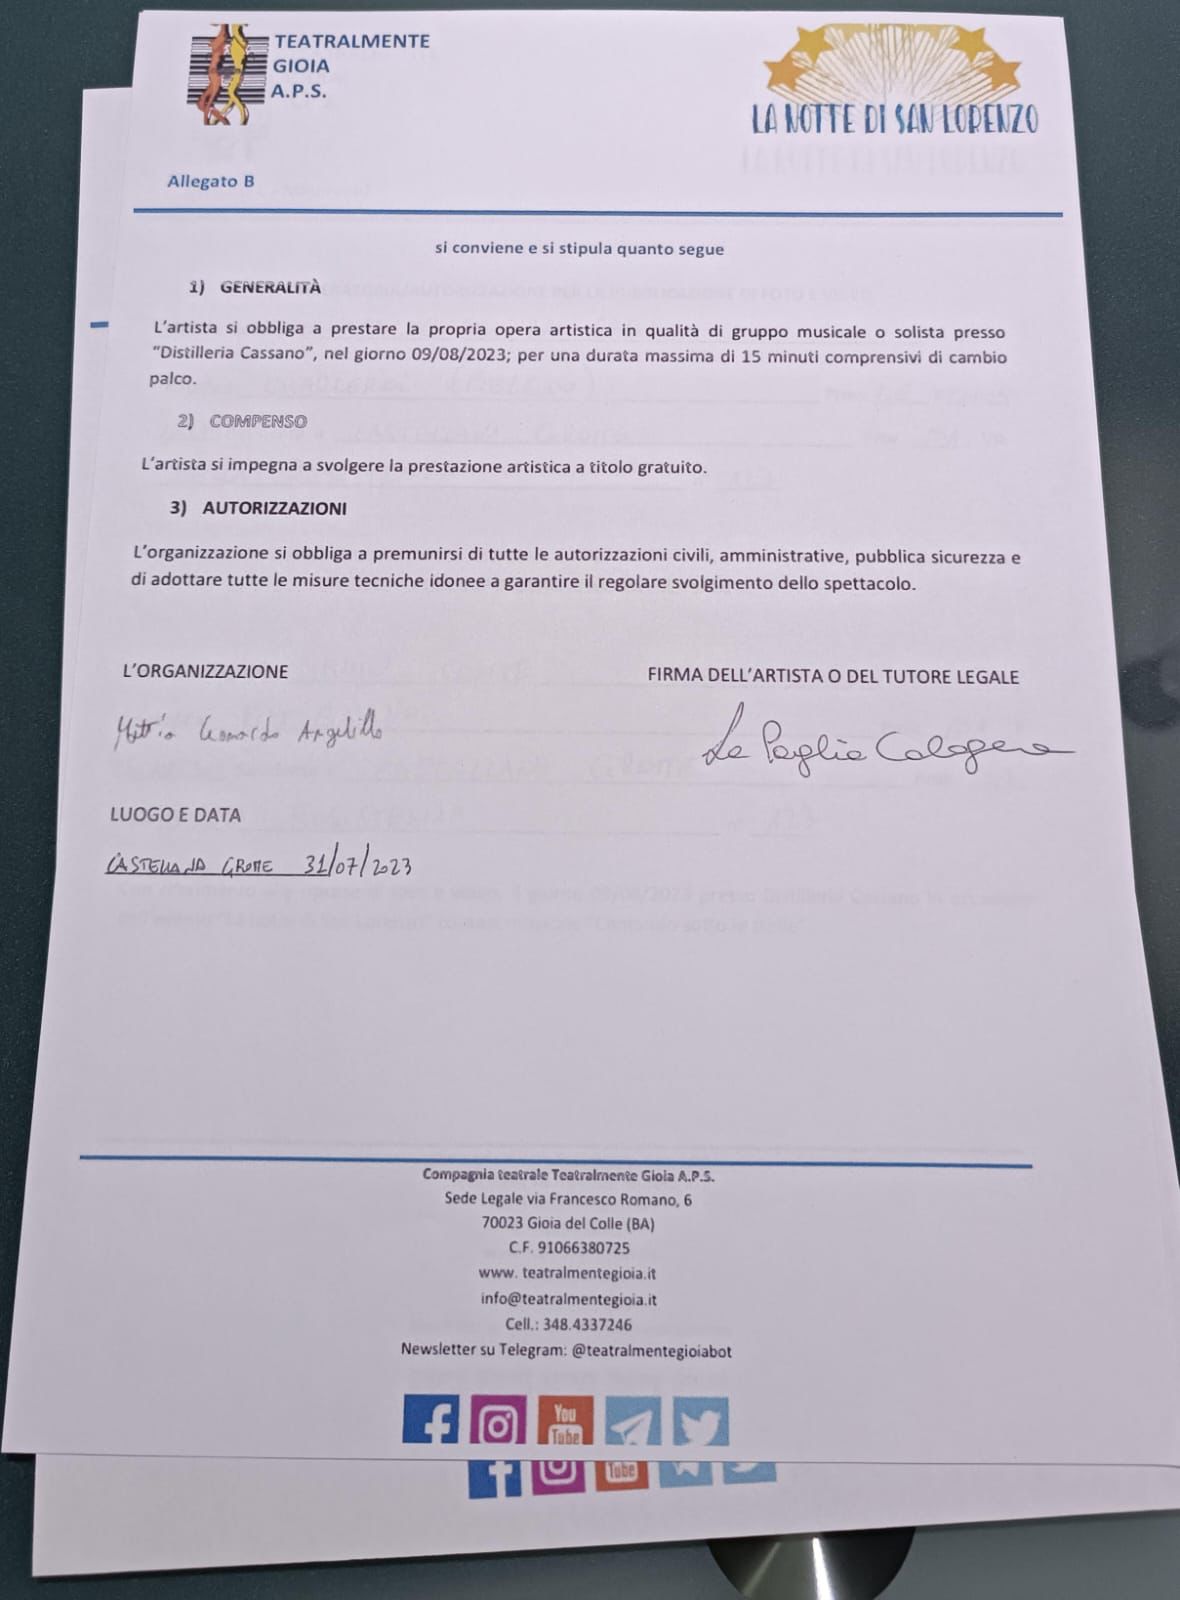 TEATRALMENTE
GIOIA
A.P.S.
LA NOTTE DI SAN LORENZO
Allegato B
si conviene e si stipula quanto segue
1) GENERALITÀ
L'artista si obbliga a prestare la propria opera artistica in qualità di gruppo musicale o solista presso
"Distilleria Cassano", nel giorno 09/08/2023; per una durata massima di 15 minuti comprensivi di cambio
palco.
2) COMPENSO
L'artista si impegna a svolgere la prestazione artistica a titolo gratuito.
3) AUTORIZZAZIONI
L'organizzazione si obbliga a premunirsi di tutte le autorizzazioni civili, amministrative, pubblica sicurezza e
di adottare tutte le misure tecniche idonee a garantire il regolare svolgimento dello spettacolo.
L'ORGANIZZAZIONE
FIRMA DELL'ARTISTA O DEL TUTORE LEGALE
Leonardo Angelillo
La Paglia Calogera
LUOGO E DATA
CASTELLANA GROTTE 31/07/2023
Compagnia teatrale Teatralmente Gioia A.P.S.
Sede Legale via Francesco Romano, 6
70023 Gioia del Colle (BA)
C.F. 91066380725
www. teatralmentegioia.it
info@teatralmentegioia.it
Cell.: 348.4337246
Newsletter su Telegram: @teatralmentegioiabot
You
Tube
Tube